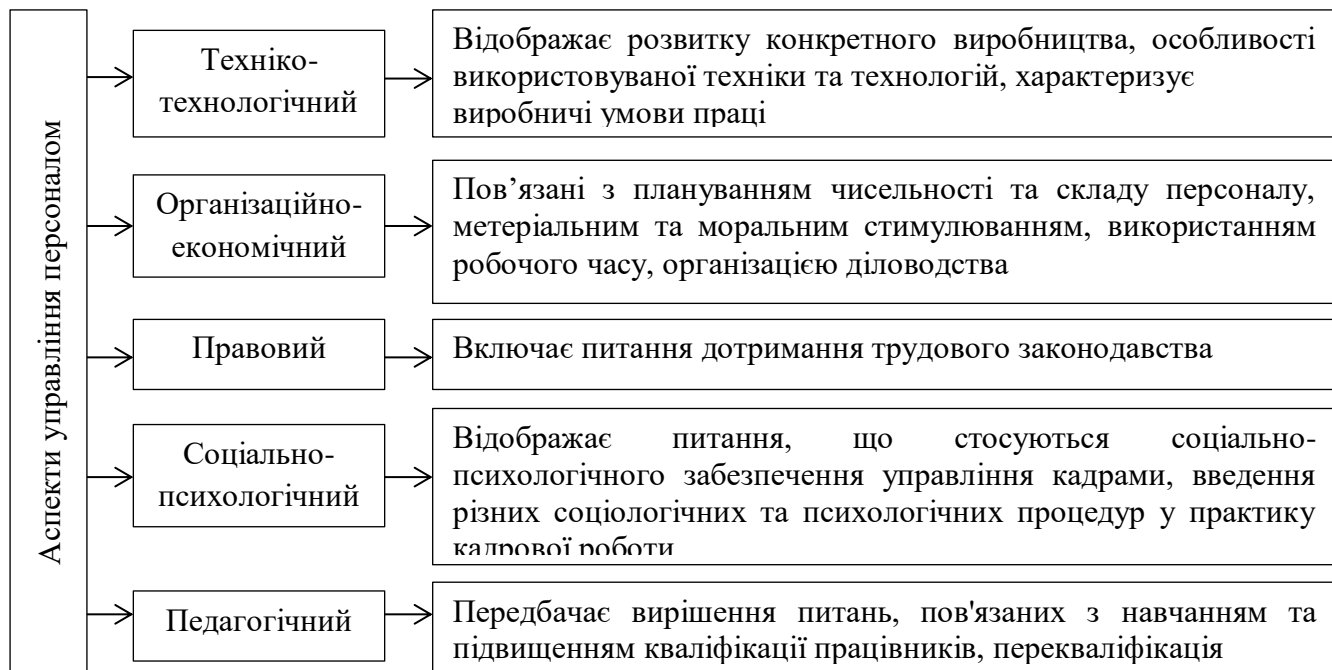 Аспекти управління персоналом
Техніко-
технологічний
Відображає розвитку конкретного виробництва, особливості
використовуваної техніки та технологій, характеризує
виробничі умови праці
Організаційно-
економічний
Пов’язані з плануванням чисельності та складу персоналу,
метеріальним та моральним стимулюванням, використанням
робочого часу, організацією діловодства
Правовий
Включає питання дотримання трудового законодавства
Соціально-
психологічний
Відображає питання, що стосуються соціально-
психологічного забезпечення управління кадрами, введення
різних соціологічних та психологічних процедур у практику
кадрової роботи
Педагогічний
Передбачає вирішення питань, пов'язаних з навчанням та
підвищенням кваліфікації працівників, перекваліфікація